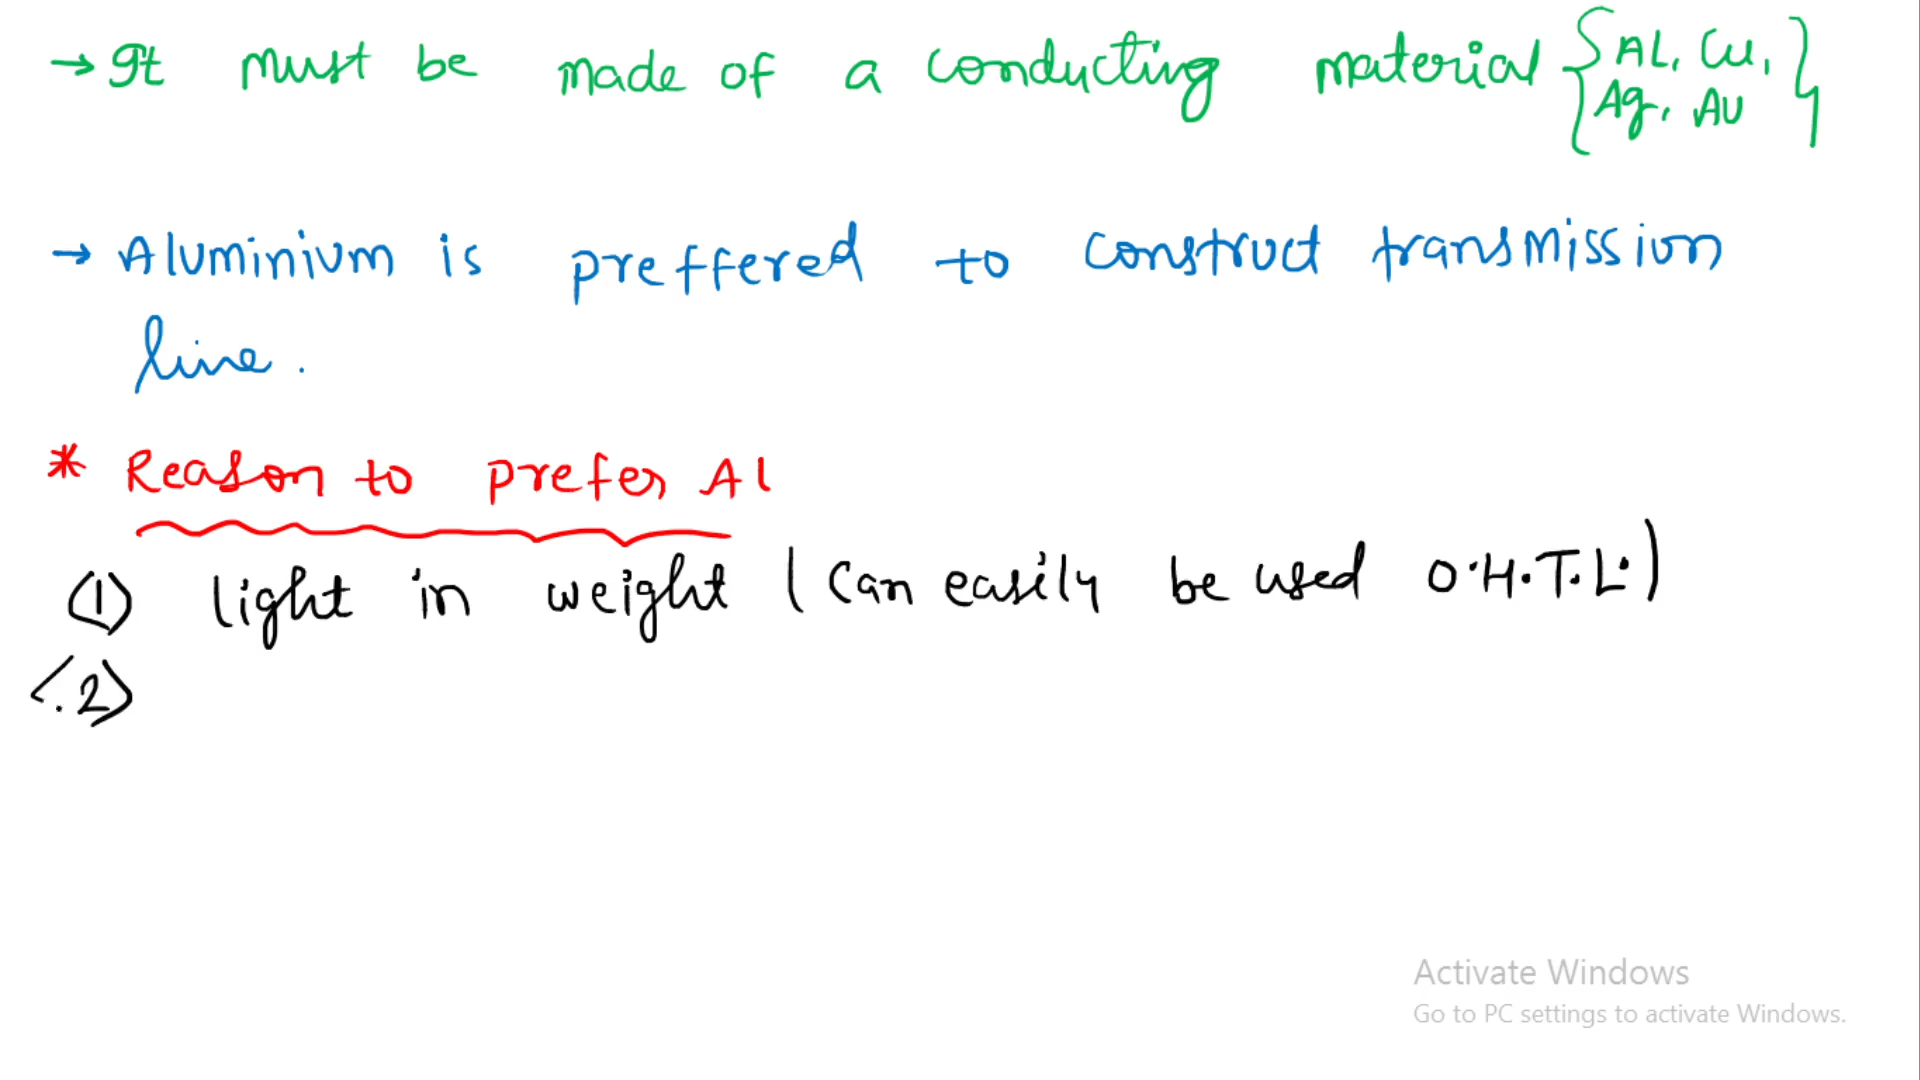 → It must be made of a conducting material { AL, Cu,
Ag, Au }
→ Aluminium is preffered to construct transmission
line.
* Reason to prefer Al
(1) light in weight (Can easily be used O.H.T.L.)
(.2)
Activate Windows
Go to PC settings to activate Windows.